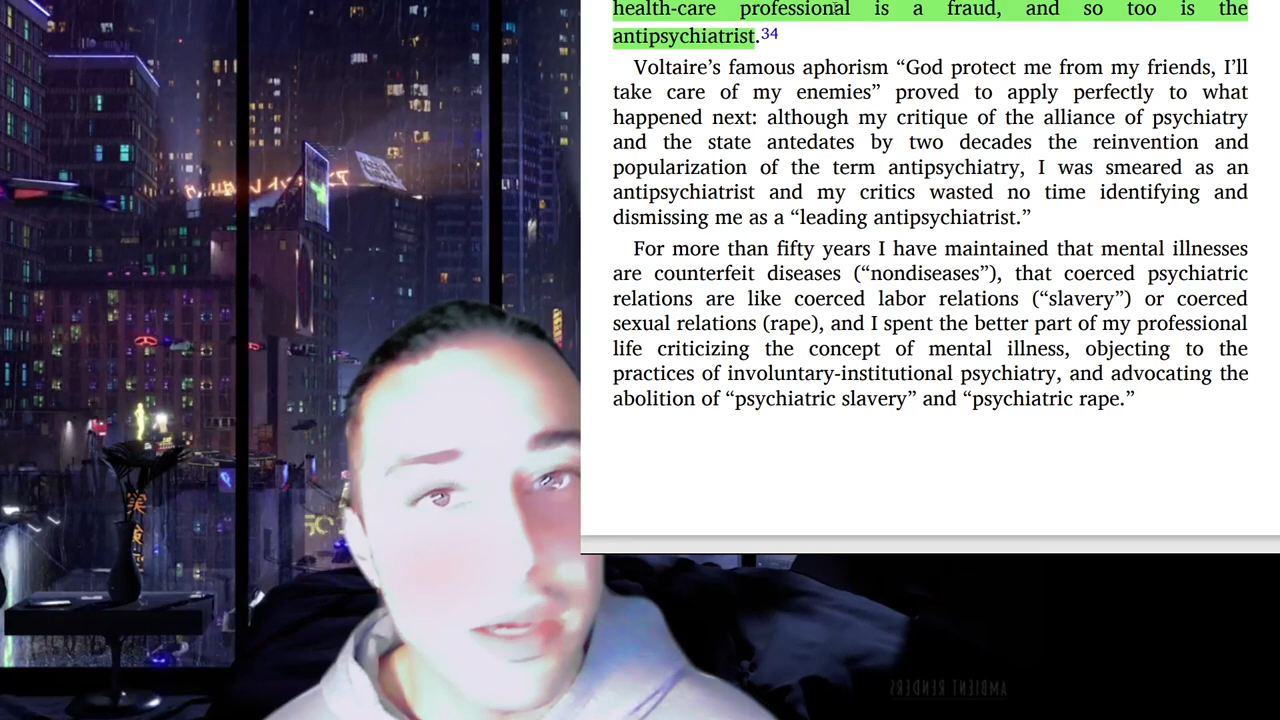 health-care professional is a fraud, and so too is the
antipsychiatrist.34
Voltaire’s famous aphorism “God protect me from my friends, I’ll
take care of my enemies” proved to apply perfectly to what
happened next: although my critique of the alliance of psychiatry
and the state antedates by two decades the reinvention and
popularization of the term antipsychiatry, I was smeared as an
antipsychiatrist and my critics wasted no time identifying and
dismissing me as a “leading antipsychiatrist.”
For more than fifty years I have maintained that mental illnesses
are counterfeit diseases (“nondiseases”), that coerced psychiatric
relations are like coerced labor relations (“slavery”) or coerced
sexual relations (rape), and I spent the better part of my professional
life criticizing the concept of mental illness, objecting to the
practices of involuntary-institutional psychiatry, and advocating the
abolition of “psychiatric slavery” and “psychiatric rape.”
AMBIENT RENDERS